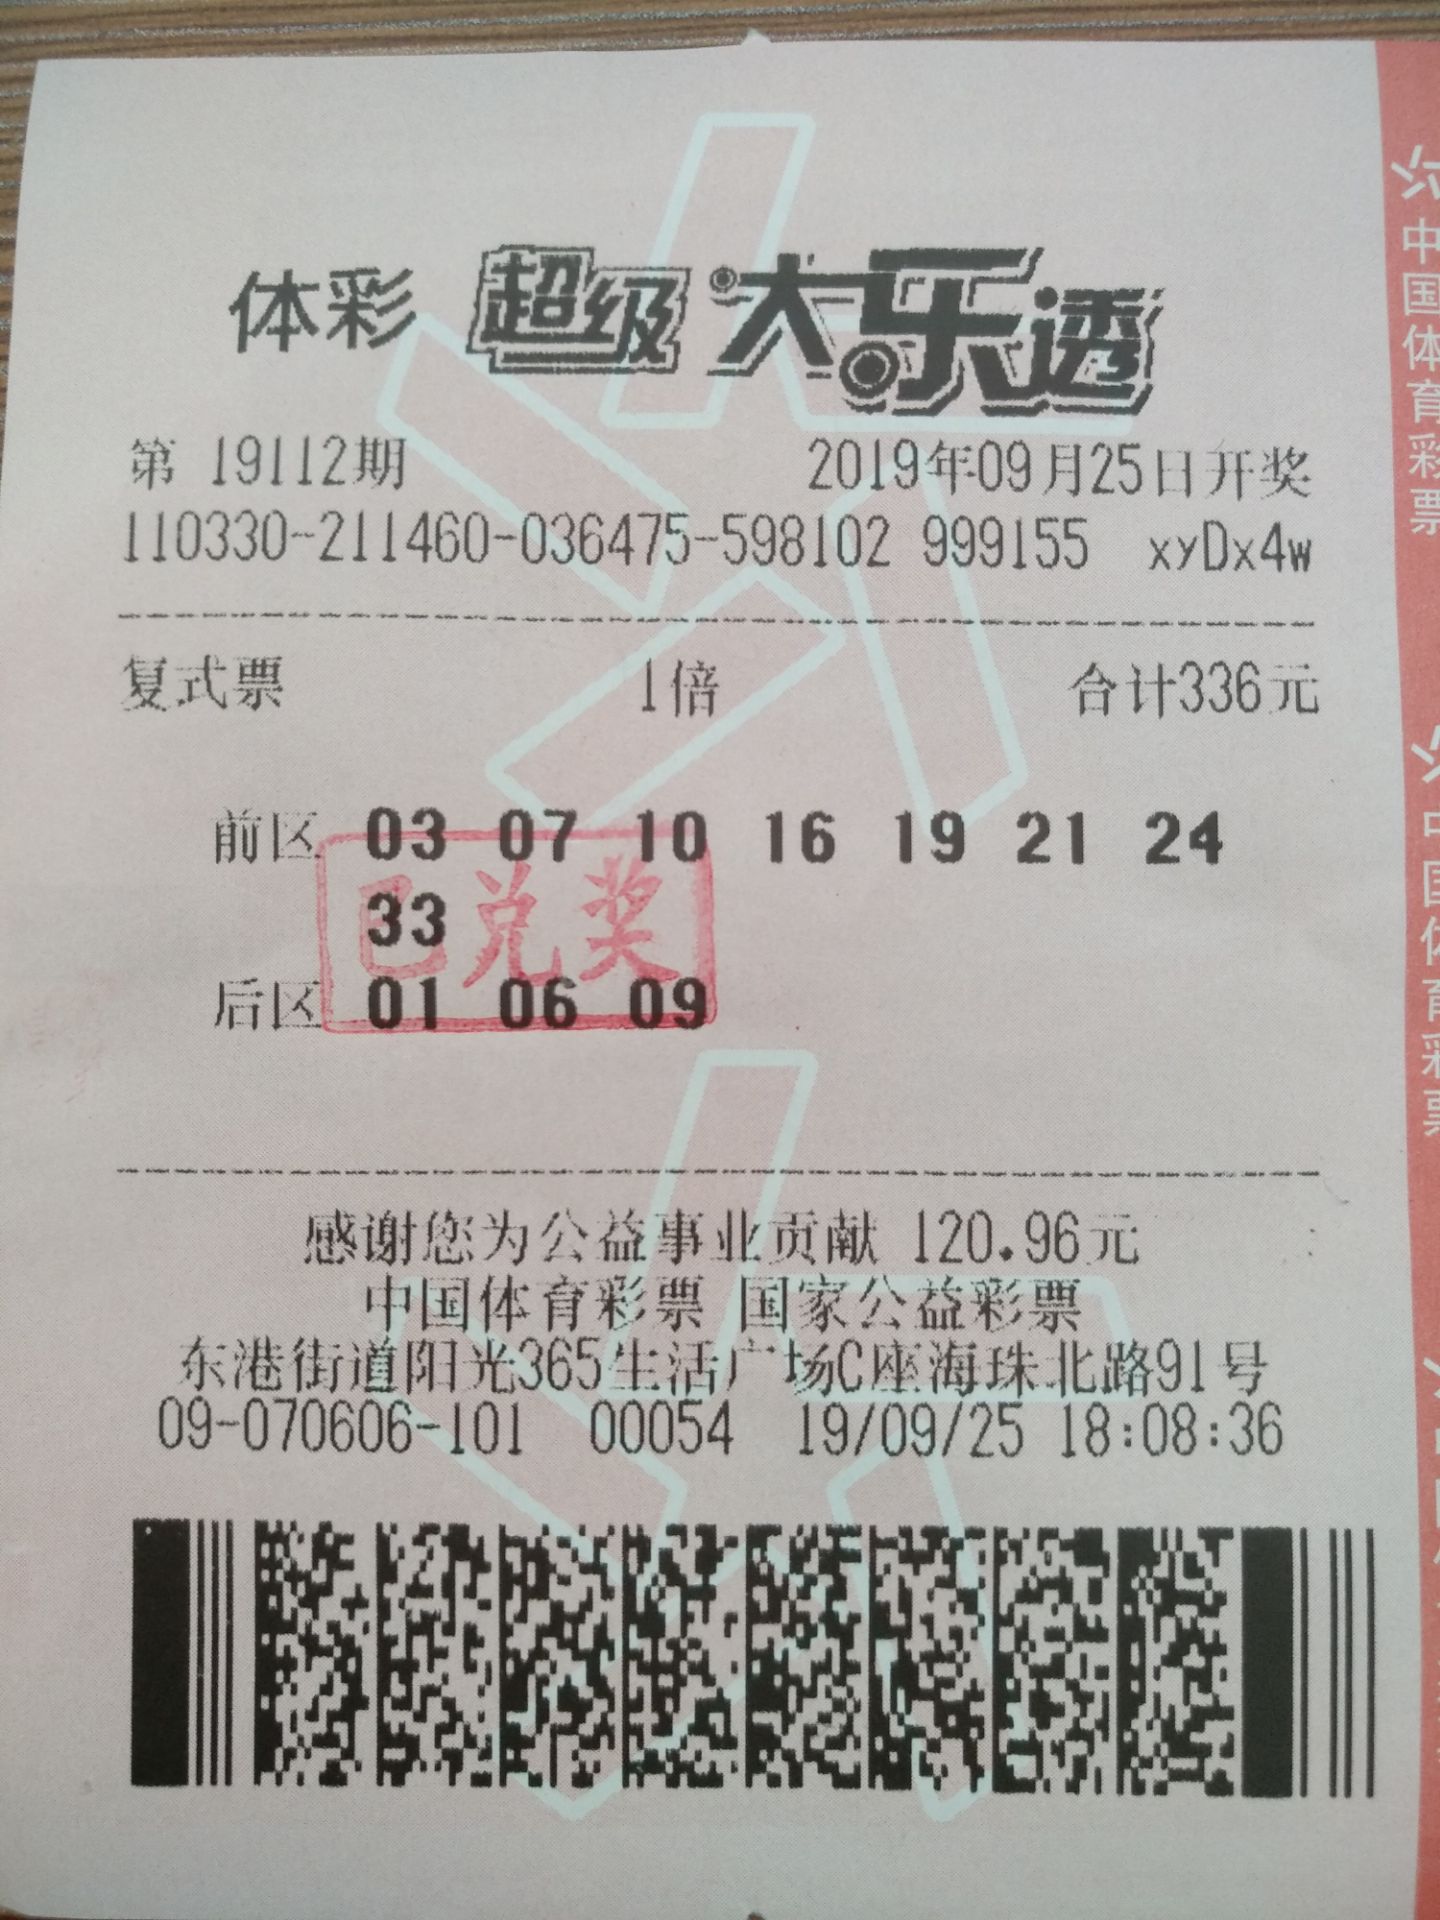 体彩 超级 大乐透
第 19112期 2019年09月25日开奖
110330-211460-036475-598102 999155 xyDx4w
复式票 1倍 合计336元
前区 03 07 10 16 19 21 24
33
已兑奖
后区 01 06 09
感谢您为公益事业贡献 120.96元
中国体育彩票 国家公益彩票
东港街道阳光365生活广场C座海珠北路91号
09-070606-101 00054 19/09/25 18:08:36
中国体育彩票
中国体育彩票